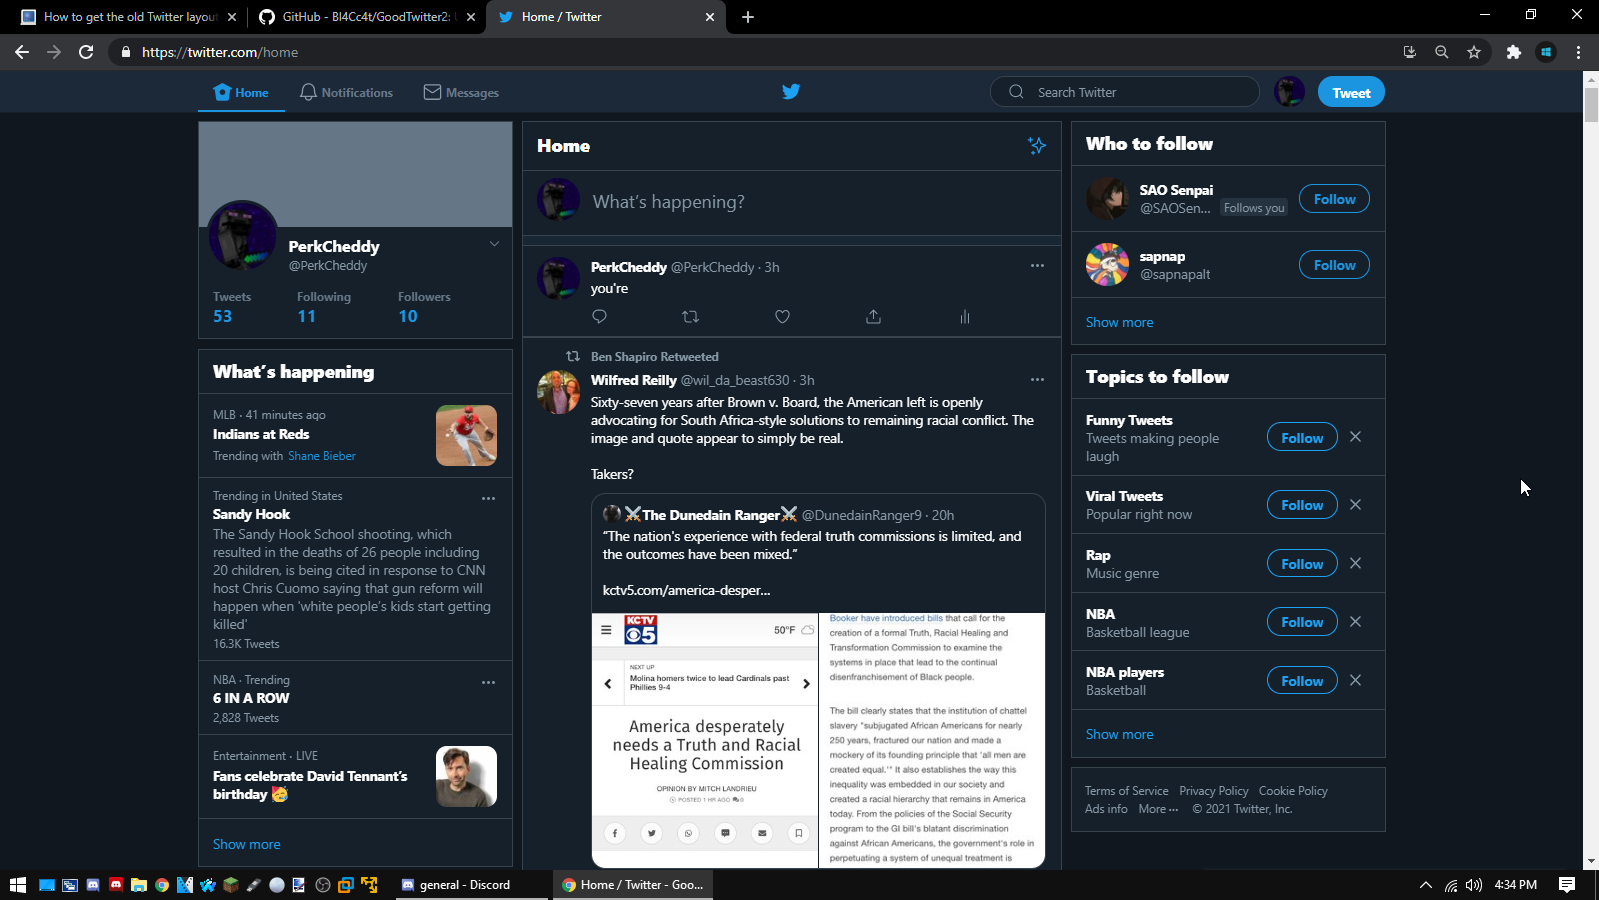 How to get the old Twitter layout
GitHub - Bl4Cc4t/GoodTwitter2:
Home / Twitter
https://twitter.com/home
Home
Notifications
Messages
Search Twitter
Tweet
PerkCheddy
@PerkCheddy
Tweets Following Followers
53 11 10
What's happening
MLB · 41 minutes ago
Indians at Reds
Trending with Shane Bieber
Trending in United States
Sandy Hook
The Sandy Hook School shooting, which
resulted in the deaths of 26 people including
20 children, is being cited in response to CNN
host Chris Cuomo saying that gun reform will
happen when 'white people's kids start getting
killed'
16.3K Tweets
NBA · Trending
6 IN A ROW
2,828 Tweets
Entertainment · LIVE
Fans celebrate David Tennant's
birthday 🥳
Show more
Home
What's happening?
PerkCheddy @PerkCheddy · 3h
you're
Ben Shapiro Retweeted
Wilfred Reilly @wil_da_beast630 · 3h
Sixty-seven years after Brown v. Board, the American left is openly
advocating for South Africa-style solutions to remaining racial conflict. The
image and quote appear to simply be real.
Takers?
⚔The Dunedain Ranger⚔ @DunedainRanger9 · 20h
“The nation's experience with federal truth commissions is limited, and
the outcomes have been mixed.”
kctv5.com/america-desper...
KCTV
5
50°F
NEXT UP
Molina homers twice to lead Cardinals past
Phillies 9-4
America desperately
needs a Truth and Racial
Healing Commission
OPINION BY MITCH LANDRIEU
POSTED 1 HR AGO 0
Booker have introduced bills that call for the
creation of a formal Truth, Racial Healing and
Transformation Commission to examine the
systems in place that lead to the continual
disenfranchisement of Black people.
The bill clearly states that the institution of chattel
slavery "subjugated African Americans for nearly
250 years, fractured our nation and made a
mockery of its founding principle that 'all men are
created equal.'" It also establishes the way this
inequality was embedded in our society and
created a racial hierarchy that remains in America
today. From the policies of the Social Security
program to the GI bill's blatant discrimination
against African Americans, the government's role in
perpetuating a system of unequal treatment is
Who to follow
SAO Senpai
@SAOSen... Follows you
Follow
sapnap
@sapnapalt
Follow
Show more
Topics to follow
Funny Tweets
Tweets making people
laugh
Follow
Viral Tweets
Popular right now
Follow
Rap
Music genre
Follow
NBA
Basketball league
Follow
NBA players
Basketball
Follow
Show more
Terms of Service Privacy Policy Cookie Policy
Ads info More ··· © 2021 Twitter, Inc.
general - Discord
Home / Twitter - Goo...
4:34 PM